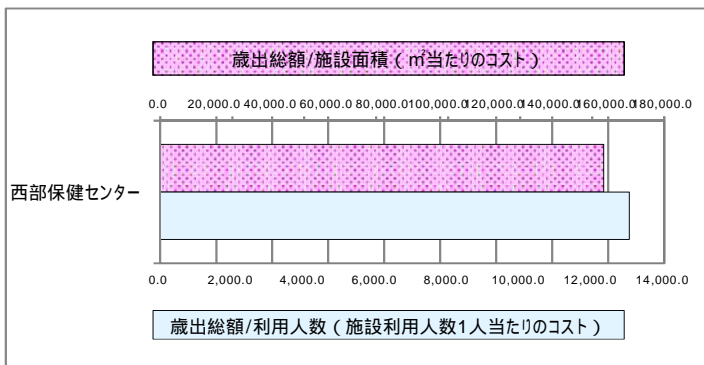 歳出総額/施設面積(㎡当たりのコスト)
0.0 20,000.0 40,000.0 60,000.0 80,000.0 100,000.0 120,000.0 140,000.0 160,000.0 180,000.0
西部保健センター
0.0 2,000.0 4,000.0 6,000.0 8,000.0 10,000.0 12,000.0 14,000.0
歳出総額/利用人数(施設利用人数1人当たりのコスト)